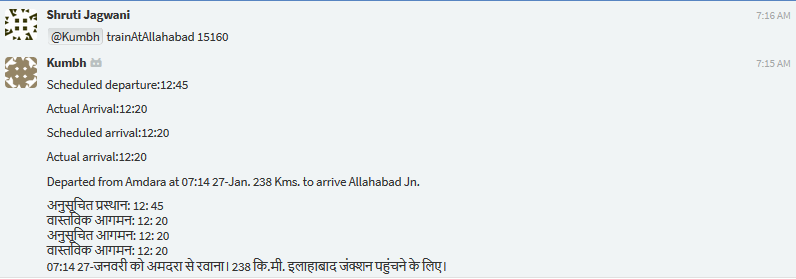 Shruti Jagwani 7:16 AM
@Kumbh trainAtAllahabad 15160
Kumbh 7:15 AM
Scheduled departure:12:45
Actual Arrival:12:20
Scheduled arrival:12:20
Actual arrival:12:20
Departed from Amdara at 07:14 27-Jan. 238 Kms. to arrive Allahabad Jn.
अनुसूचित प्रस्थान: 12: 45
वास्तविक आगमन: 12: 20
अनुसूचित आगमन: 12: 20
वास्तविक आगमन: 12: 20
07:14 27-जनवरी को अमदरा से रवाना। 238 कि.मी. इलाहाबाद जंक्शन पहुंचने के लिए।